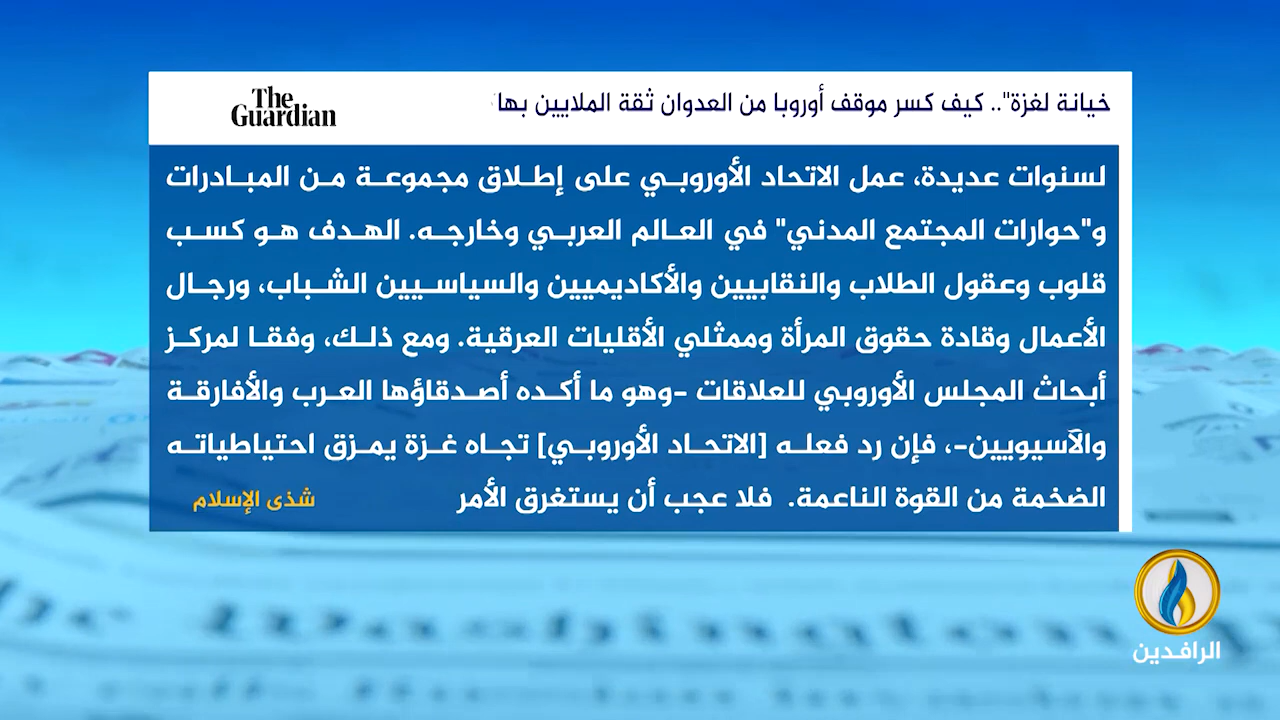 The
Guardian
خيانة لغزة".. كيف كسر موقف أوروبا من العدوان ثقة الملايين بها
لسنوات عديدة، عمل الاتحاد الأوروبي على إطلاق مجموعة من المبادرات
و"حوارات المجتمع المدني" في العالم العربي وخارجه. الهدف هو كسب
قلوب وعقول الطلاب والنقابيين والأكاديميين والسياسيين الشباب، ورجال
الأعمال وقادة حقوق المرأة وممثلي الأقليات العرقية. ومع ذلك، وفقا لمركز
أبحاث المجلس الأوروبي للعلاقات -وهو ما أكده أصدقاؤها العرب والأفارقة
والآسيويين-، فإن رد فعله [الاتحاد الأوروبي] تجاه غزة يمزق احتياطياته
الضخمة من القوة الناعمة. فلا عجب أن يستغرق الأمر
شذى الإسلام
الرافدين